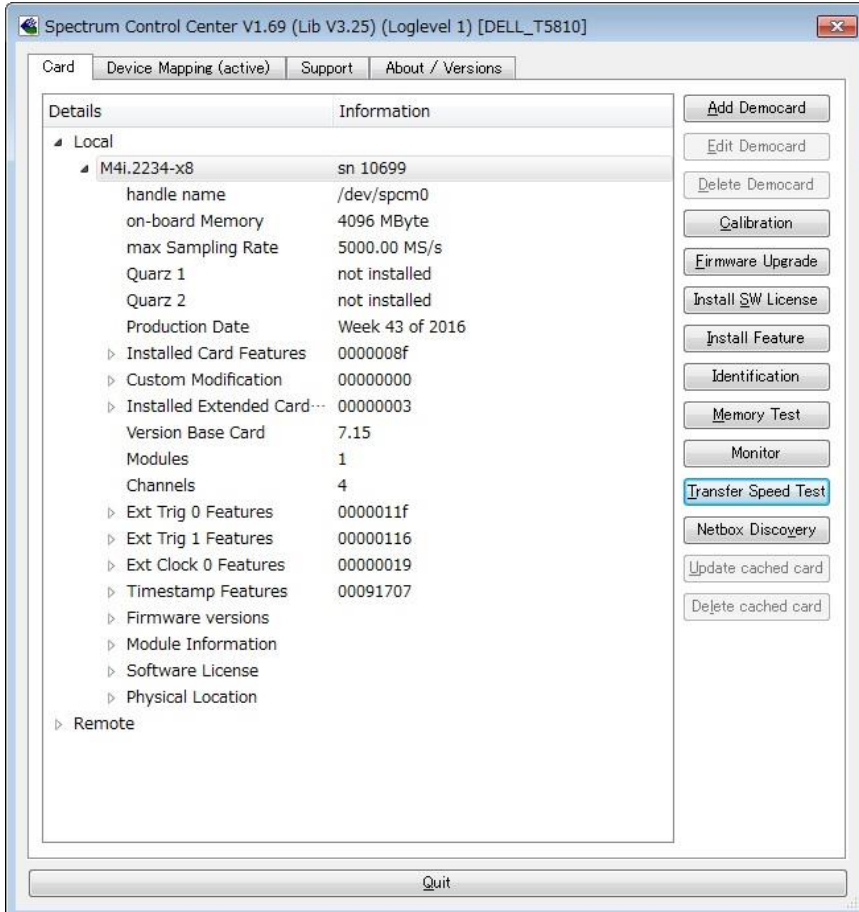 Spectrum Control Center V1.69 (Lib V3.25) (Loglevel 1) [DELL_T5810]
Card Device Mapping (active) Support About / Versions
Details Information
Local
M4i.2234-x8 sn 10699
handle name /dev/spcm0
on-board Memory 4096 MByte
max Sampling Rate 5000.00 MS/s
Quarz 1 not installed
Quarz 2 not installed
Production Date Week 43 of 2016
Installed Card Features 0000008f
Custom Modification 00000000
Installed Extended Card… 00000003
Version Base Card 7.15
Modules 1
Channels 4
Ext Trig 0 Features 0000011f
Ext Trig 1 Features 00000116
Ext Clock 0 Features 00000019
Timestamp Features 00091707
Firmware versions
Module Information
Software License
Physical Location
Remote
Add Democard
Edit Democard
Delete Democard
Calibration
Firmware Upgrade
Install SW License
Install Feature
Identification
Memory Test
Monitor
Transfer Speed Test
Netbox Discovery
Update cached card
Delete cached card
Quit